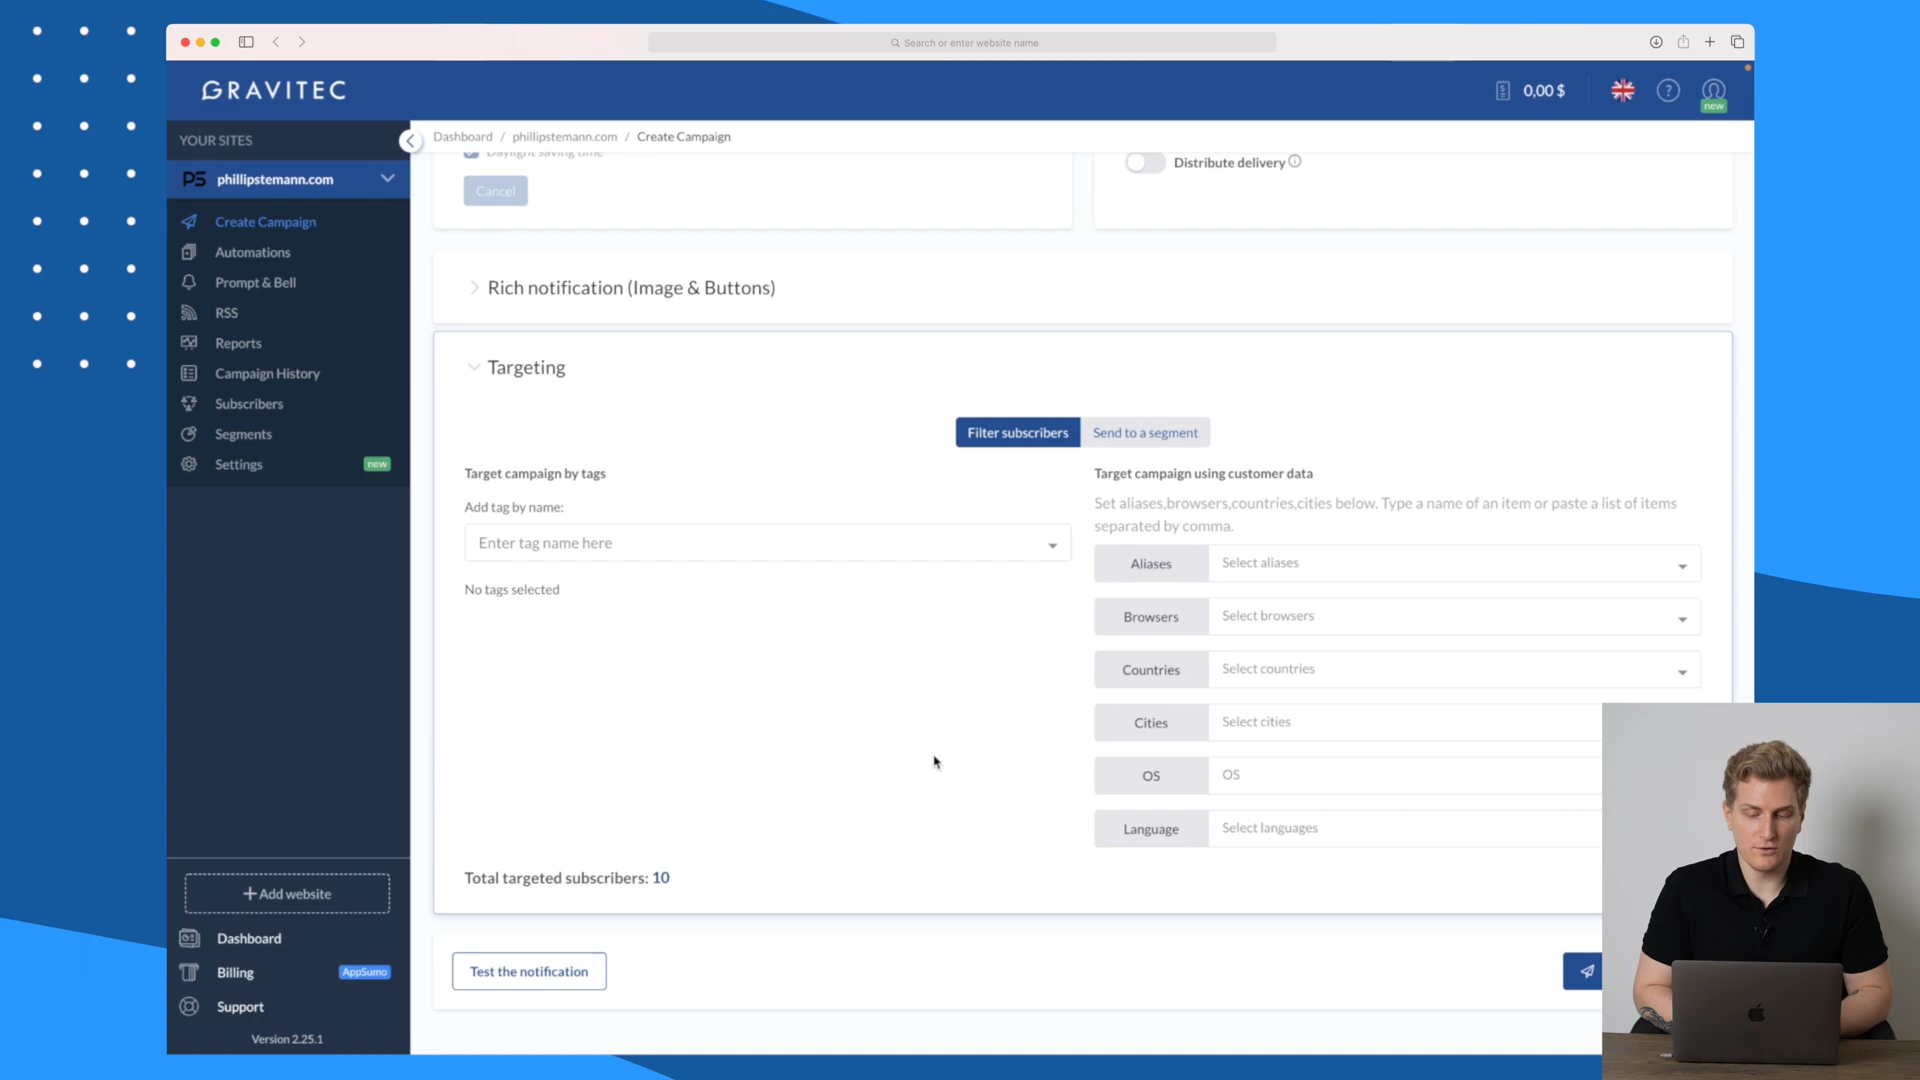 Search or enter website name
GRAVITEC
0,00 $
?
new
YOUR SITES
Dashboard / phillipstemann.com / Create Campaign
PS phillipstemann.com
Create Campaign
Automations
Prompt & Bell
RSS
Reports
Campaign History
Subscribers
Segments
Settings new
+ Add website
Dashboard
Billing AppSumo
Support
Version 2.25.1
Daylight saving time
Cancel
Distribute delivery
Rich notification (Image & Buttons)
Targeting
Filter subscribers Send to a segment
Target campaign by tags
Add tag by name:
Enter tag name here
No tags selected
Target campaign using customer data
Set aliases,browsers,countries,cities below. Type a name of an item or paste a list of items
separated by comma.
Aliases Select aliases
Browsers Select browsers
Countries Select countries
Cities Select cities
OS OS
Language Select languages
Total targeted subscribers: 10
Test the notification